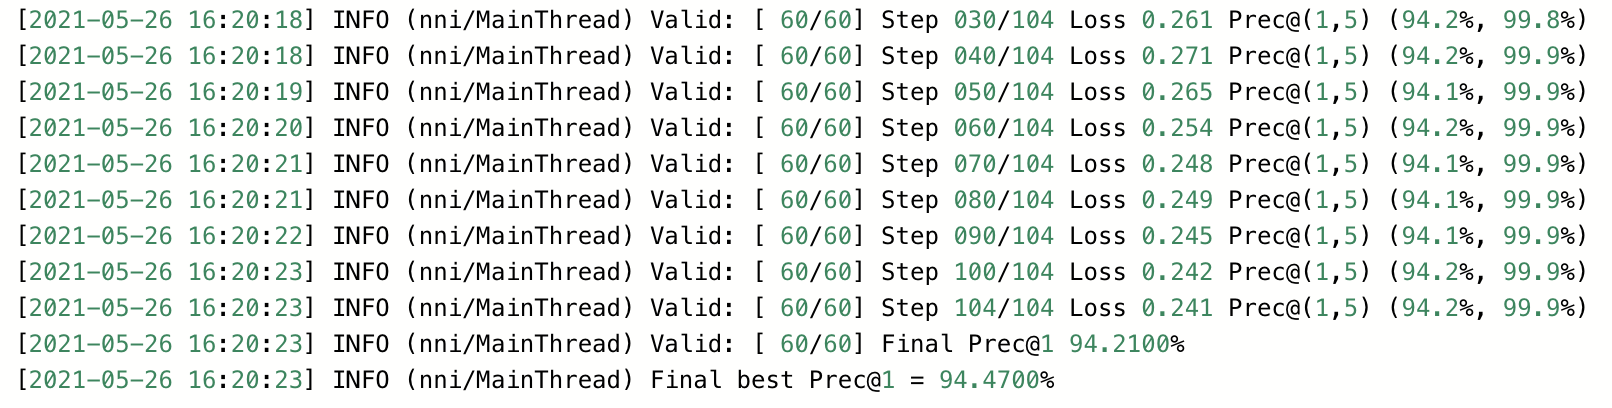 [2021-05-26 16:20:18] INFO (nni/MainThread) Valid: [ 60/60] Step 030/104 Loss 0.261 Prec@(1,5) (94.2%, 99.8%)
[2021-05-26 16:20:18] INFO (nni/MainThread) Valid: [ 60/60] Step 040/104 Loss 0.271 Prec@(1,5) (94.2%, 99.9%)
[2021-05-26 16:20:19] INFO (nni/MainThread) Valid: [ 60/60] Step 050/104 Loss 0.265 Prec@(1,5) (94.1%, 99.9%)
[2021-05-26 16:20:20] INFO (nni/MainThread) Valid: [ 60/60] Step 060/104 Loss 0.254 Prec@(1,5) (94.2%, 99.9%)
[2021-05-26 16:20:21] INFO (nni/MainThread) Valid: [ 60/60] Step 070/104 Loss 0.248 Prec@(1,5) (94.1%, 99.9%)
[2021-05-26 16:20:21] INFO (nni/MainThread) Valid: [ 60/60] Step 080/104 Loss 0.249 Prec@(1,5) (94.1%, 99.9%)
[2021-05-26 16:20:22] INFO (nni/MainThread) Valid: [ 60/60] Step 090/104 Loss 0.245 Prec@(1,5) (94.1%, 99.9%)
[2021-05-26 16:20:23] INFO (nni/MainThread) Valid: [ 60/60] Step 100/104 Loss 0.242 Prec@(1,5) (94.2%, 99.9%)
[2021-05-26 16:20:23] INFO (nni/MainThread) Valid: [ 60/60] Step 104/104 Loss 0.241 Prec@(1,5) (94.2%, 99.9%)
[2021-05-26 16:20:23] INFO (nni/MainThread) Valid: [ 60/60] Final Prec@1 94.2100%
[2021-05-26 16:20:23] INFO (nni/MainThread) Final best Prec@1 = 94.4700%